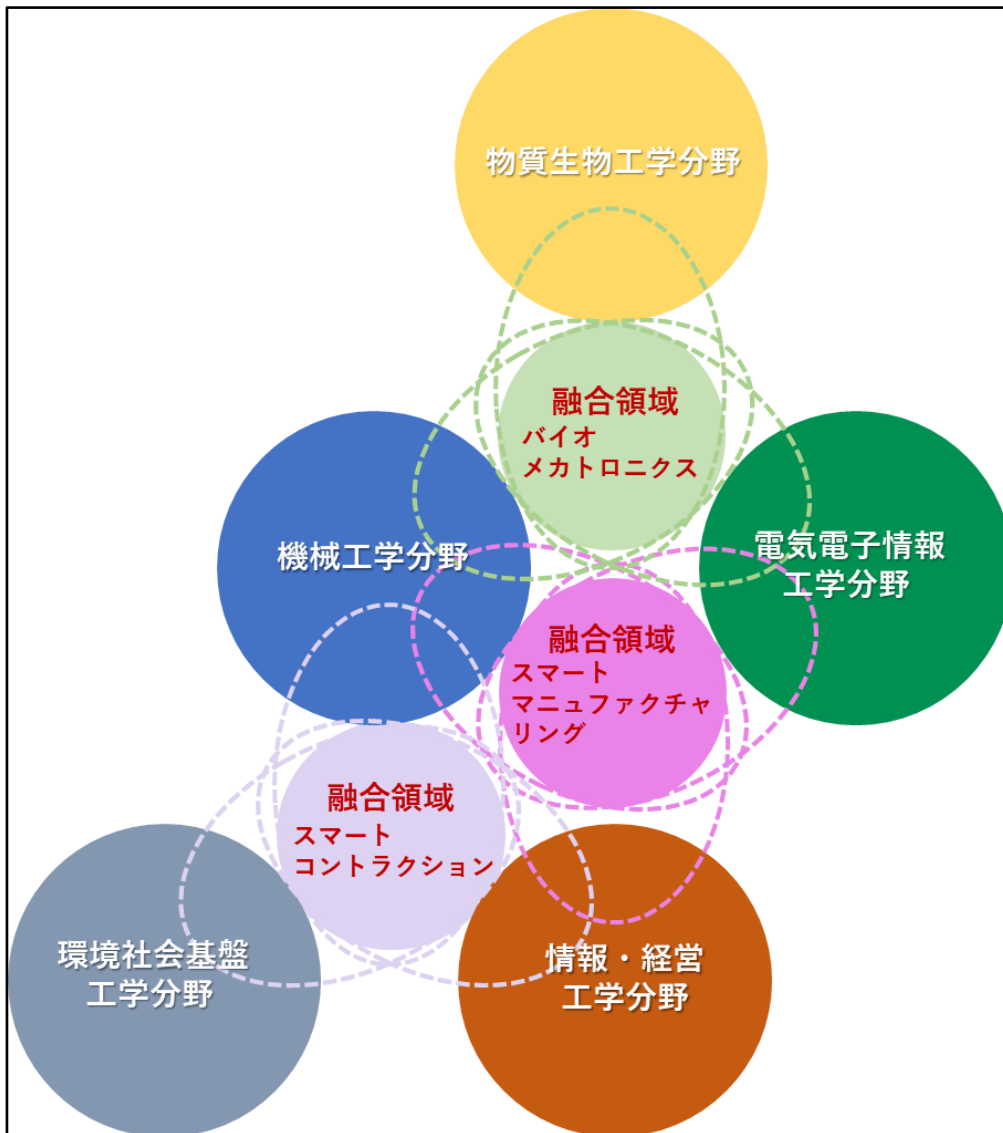 物質生物工学分野
融合領域
バイオ
メカトロニクス
機械工学分野
電気電子情報
工学分野
融合領域
スマート
マニュファクチャ
リング
融合領域
スマート
コントラクション
環境社会基盤
工学分野
情報・経営
工学分野